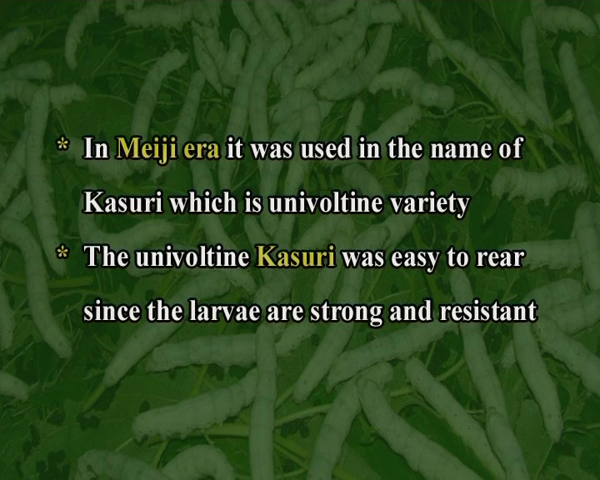 * In Meiji era it was used in the name of
Kasuri which is univoltine variety
* The univoltine Kasuri was easy to rear
since the larvae are strong and resistant